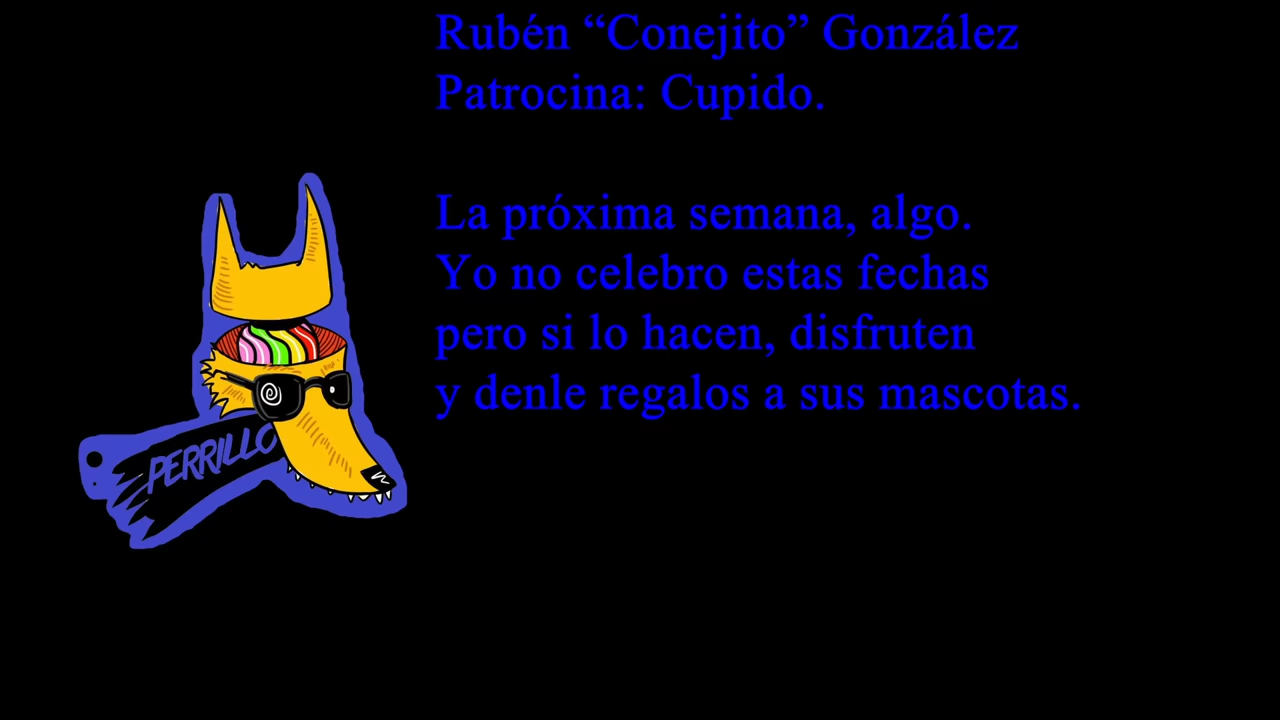 Rubén “Conejito” González
Patrocina: Cupido.
La próxima semana, algo.
Yo no celebro estas fechas
pero si lo hacen, disfruten
y denle regalos a sus mascotas.
PERRILLO